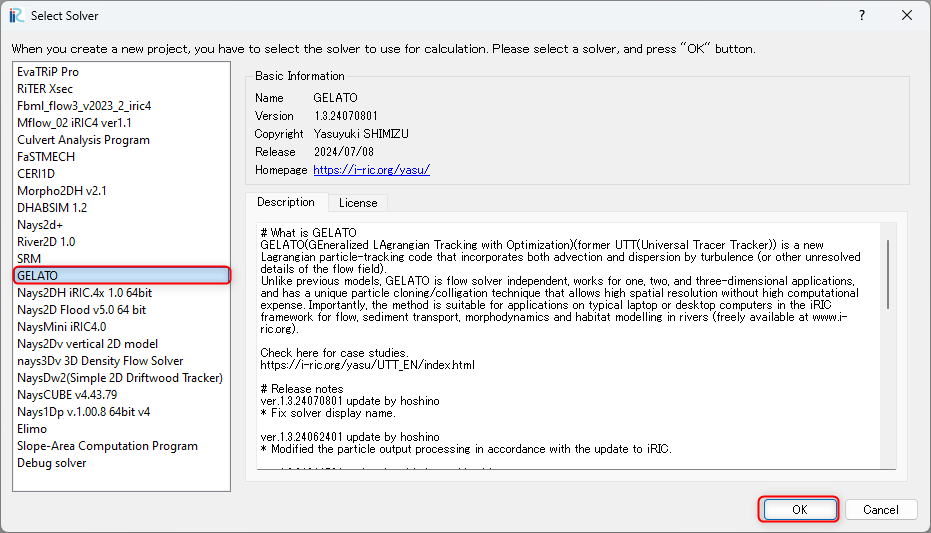 Select Solver
When you create a new project, you have to select the solver to use for calculation. Please select a solver, and press "OK" button.
EvaTRiP Pro
RiTER Xsec
Fbml_flow3_v2023_2_iric4
Mflow_02 iRIC4 ver1.1
Culvert Analysis Program
FaSTMECH
CERI1D
Morpho2DH v2.1
DHABSIM 1.2
Nays2d+
River2D 1.0
SRM
GELATO
Nays2DH iRIC.4x 1.0 64bit
Nays2D Flood v5.0 64 bit
NaysMini iRIC4.0
Nays2Dv vertical 2D model
nays3Dv 3D Density Flow Solver
NaysDw2(Simple 2D Driftwood Tracker)
NaysCUBE v4.43.79
Nays1Dp v.1.00.8 64bit v4
Elimo
Slope-Area Computation Program
Debug solver
Basic Information
Name GELATO
Version 1.3.24070801
Copyright Yasuyuki SHIMIZU
Release 2024/07/08
Homepage https://i-ric.org/yasu/
Description License
# What is GELATO
GELATO(GEneralized LAgrangian Tracking with Optimization)(former UTT(Universal Tracer Tracker)) is a new
Lagrangian particle-tracking code that incorporates both advection and dispersion by turbulence (or other unresolved
details of the flow field).
Unlike previous models, GELATO is flow solver independent, works for one, two, and three-dimensional applications,
and has a unique particle cloning/colligation technique that allows high spatial resolution without high computational
expense. Importantly, the method is suitable for applications on typical laptop or desktop computers in the iRIC
framework for flow, sediment transport, morphodynamics and habitat modelling in rivers (freely available at www.i-
ric.org).
Check here for case studies.
https://i-ric.org/yasu/UTT_EN/index.html
# Release notes
ver.1.3.24070801 update by hoshino
* Fix solver display name.
ver.1.3.24062401 update by hoshino
* Modified the particle output processing in accordance with the update to iRIC.
OK Cancel